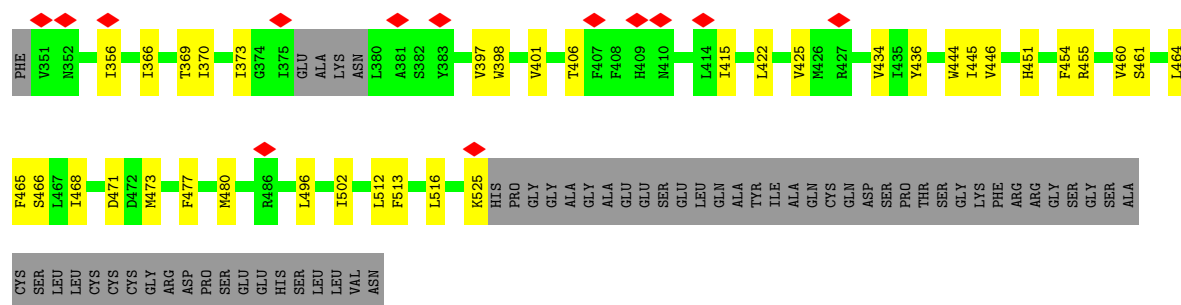 PHE V351 N352 I356 I366 T369 I370 I373 G374 I375 GLU ALA LYS ASN L380 A381 S382 Y383 V397 W398 V401 T406 F407 F408 H409 N410 L414 I415 L422 V425 M426 R427 V434 I435 Y436 W444 I445 V446 H451 F454 R455 V460 S461 L464
F465 S466 L467 I468 D471 D472 M473 F477 M480 R486 L496 I502 L512 F513 L516 K525 HIS PRO GLY GLY ALA GLY ALA GLU GLU SER GLU LEU GLN ALA TYR ILE ALA GLN CYS GLN ASP SER PRO THR SER GLY LYS PHE ARG ARG GLY SER GLY SER ALA
CYS SER LEU LEU CYS CYS CYS GLY ARG ASP PRO SER GLU GLU HIS SER LEU LEU VAL ASN